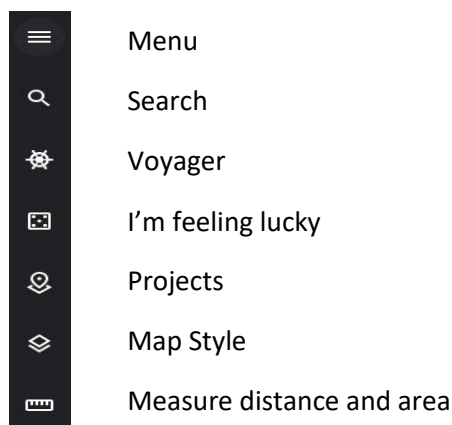 Menu
Search
Voyager
I’m feeling lucky
Projects
Map Style
Measure distance and area